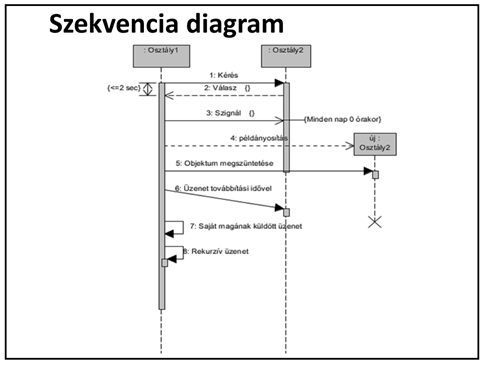 Szekvencia diagram
: Osztály1
: Osztály2
1: Kérés
{<=2 sec}
2: Válasz {}
3: Szignál {}
{Minden nap 0 órakor}
4: példányosítás
új :
Osztály2
5: Objektum megszüntetése
6: Üzenet továbbítási idővel
7: Saját magának küldött üzenet
8: Rekurzív üzenet